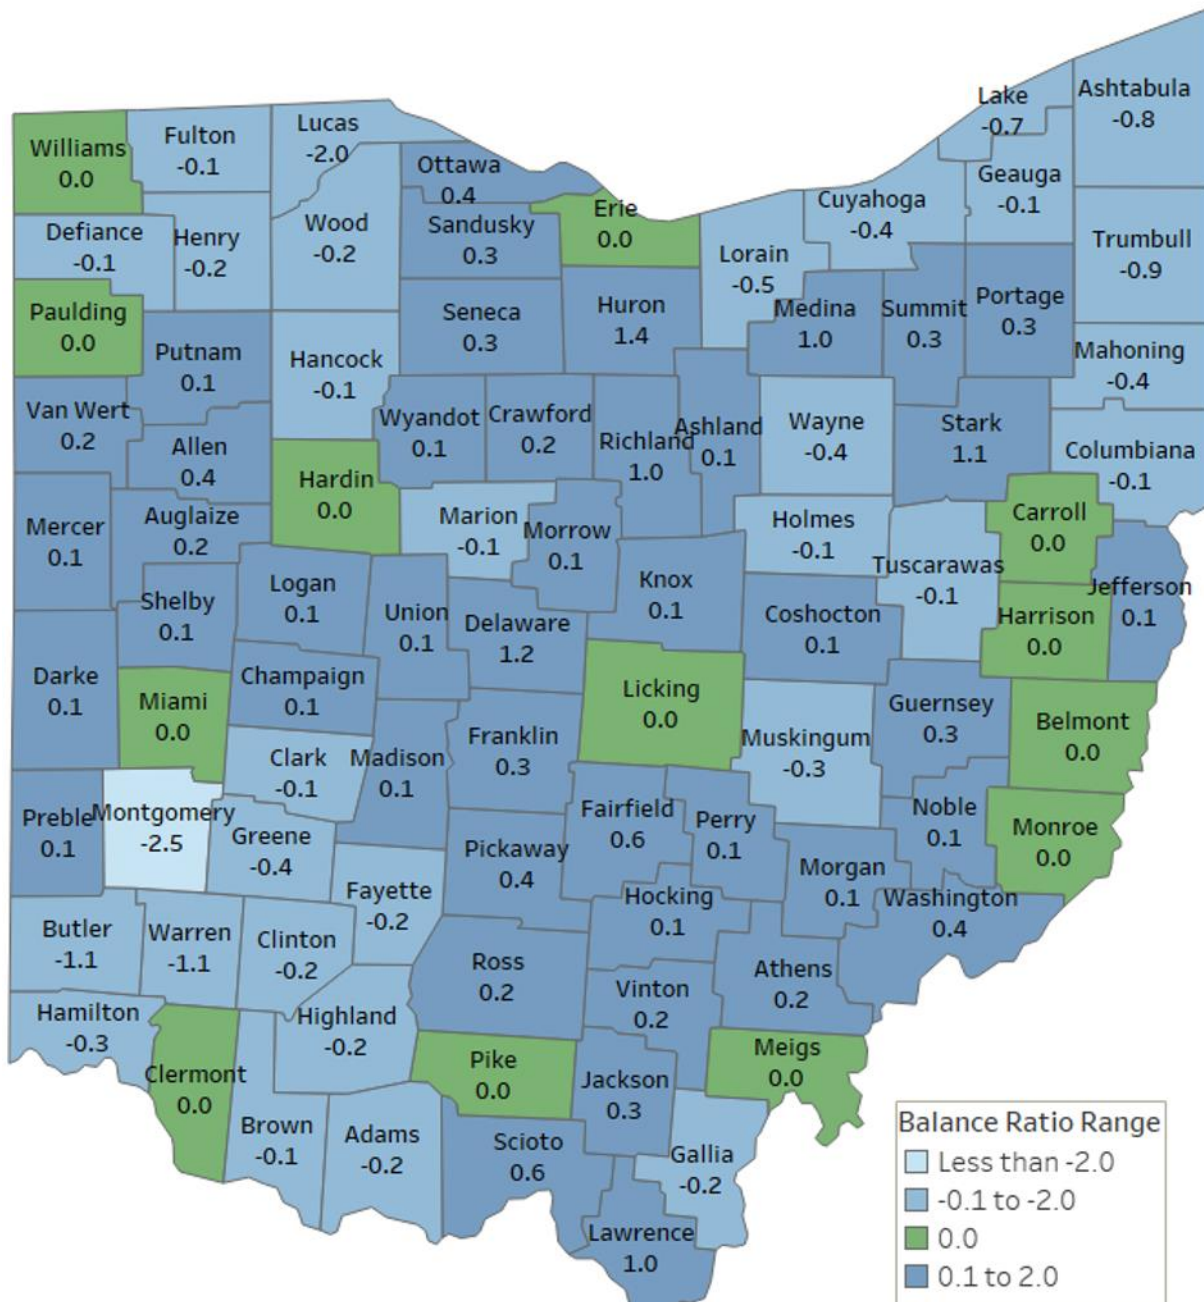 Williams
0.0
Fulton
-0.1
Lucas
-2.0
Ottawa
0.4
Erie
0.0
Lake
-0.7
Ashtabula
-0.8
Geauga
-0.1
Cuyahoga
-0.4
Trumbull
-0.9
Defiance
-0.1
Henry
-0.2
Wood
-0.2
Sandusky
0.3
Lorain
-0.5
Medina
1.0
Summit
0.3
Portage
0.3
Paulding
0.0
Putnam
0.1
Hancock
-0.1
Seneca
0.3
Huron
1.4
Mahoning
-0.4
Van Wert
0.2
Allen
0.4
Wyandot
0.1
Crawford
0.2
Richland
1.0
Ashland
0.1
Wayne
-0.4
Stark
1.1
Columbiana
-0.1
Hardin
0.0
Mercer
0.1
Auglaize
0.2
Marion
-0.1
Morrow
0.1
Holmes
-0.1
Tuscarawas
-0.1
Carroll
0.0
Jefferson
0.1
Shelby
0.1
Logan
0.1
Union
0.1
Delaware
1.2
Knox
0.1
Coshocton
0.1
Harrison
0.0
Darke
0.1
Miami
0.0
Champaign
0.1
Licking
0.0
Guernsey
0.3
Belmont
0.0
Clark
-0.1
Madison
0.1
Franklin
0.3
Muskingum
-0.3
Preble
0.1
Montgomery
-2.5
Greene
-0.4
Fairfield
0.6
Perry
0.1
Noble
0.1
Monroe
0.0
Pickaway
0.4
Morgan
0.1
Fayette
-0.2
Hocking
0.1
Washington
0.4
Butler
-1.1
Warren
-1.1
Clinton
-0.2
Ross
0.2
Athens
0.2
Vinton
0.2
Hamilton
-0.3
Highland
-0.2
Clermont
0.0
Pike
0.0
Jackson
0.3
Meigs
0.0
Brown
-0.1
Adams
-0.2
Scioto
0.6
Gallia
-0.2
Lawrence
1.0
Balance Ratio Range
Less than -2.0
-0.1 to -2.0
0.0
0.1 to 2.0